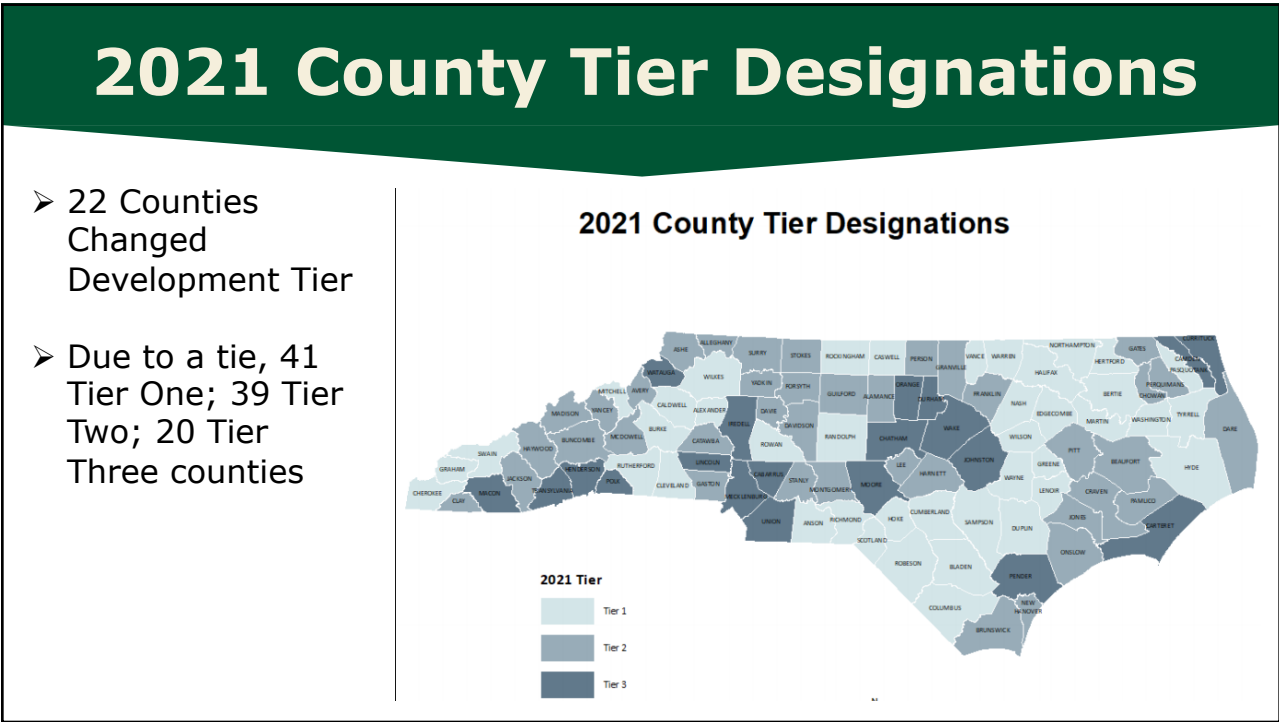 2021 County Tier Designations
➢ 22 Counties
Changed
Development Tier
➢ Due to a tie, 41
Tier One; 39 Tier
Two; 20 Tier
Three counties
2021 County Tier Designations
ALLEGHANY
ASHE
SURRY
STOKES
ROCKINGHAM
CASWELL
PERSON
GRANVILLE
VANCE
WARREN
NORTHAMPTON
HERTFORD
GATES
CURRITUCK
CAMDEN
PASQUOTANK
PERQUIMANS
CHOWAN
HALIFAX
BERTIE
WATAUGA
WILKES
YADKIN
FORSYTH
GUILFORD
ALAMANCE
ORANGE
DURHAM
FRANKLIN
NASH
EDGECOMBE
MARTIN
WASHINGTON
TYRRELL
DARE
MITCHELL
AVERY
CALDWELL
ALEXANDER
IREDELL
DAVIE
DAVIDSON
RANDOLPH
CHATHAM
WAKE
WILSON
PITT
BEAUFORT
HYDE
MADISON
YANCEY
BURKE
CATAWBA
ROWAN
MCDOWELL
BUNCOMBE
HAYWOOD
SWAIN
GRAHAM
CHEROKEE
CLAY
MACON
JACKSON
TRANSYLVANIA
HENDERSON
POLK
RUTHERFORD
CLEVELAND
LINCOLN
GASTON
MECKLENBURG
CABARRUS
STANLY
MONTGOMERY
MOORE
LEE
HARNETT
JOHNSTON
WAYNE
GREENE
LENOIR
CRAVEN
PAMLICO
JONES
CARTERET
ONSLOW
UNION
ANSON
RICHMOND
SCOTLAND
HOKE
CUMBERLAND
SAMPSON
DUPLIN
ROBESON
BLADEN
PENDER
COLUMBUS
NEW
HANOVER
BRUNSWICK
2021 Tier
Tier 1
Tier 2
Tier 3